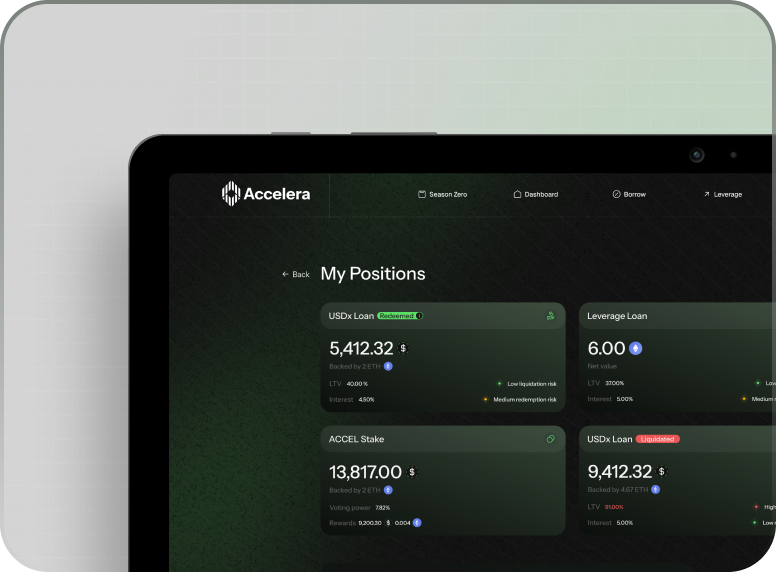 Accelera
Season Zero
Dashboard
Borrow
Leverage
← Back
My Positions
USDx Loan Redeemed
5,412.32 $
Backed by 2 ETH
LTV 40.00% Low liquidation risk
Interest 4.50% Medium redemption risk
Leverage Loan
6.00
Net value
LTV 37.00% Low
Interest 5.00% Medium
ACCEL Stake
13,817.00 $
Backed by 2 ETH
Voting power 7.82%
Rewards 9,200.30 $ 0.004
USDx Loan Liquidated
9,412.32 $
Backed by 4.67 ETH
LTV 91.00% High
Interest 5.00% Low